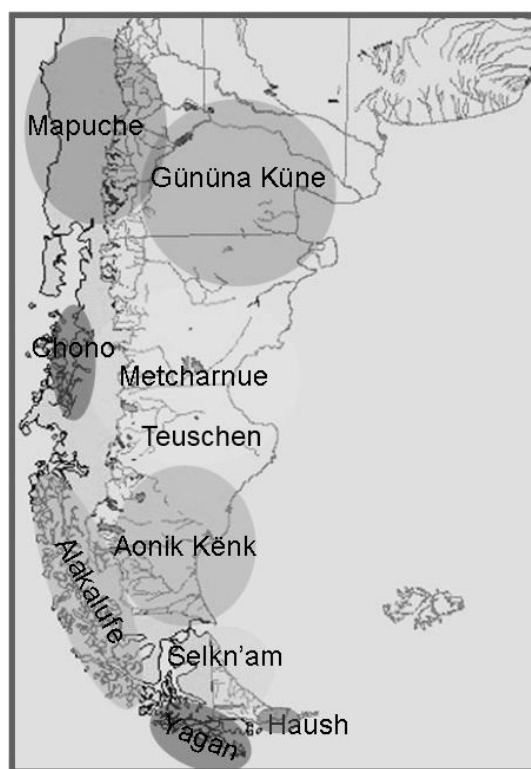 Mapuche
Gününa Küne
Chono
Metcharnue
Teuschen
Aonik Kënk
Alakalufe
Selkn'am
Yagan
Haush